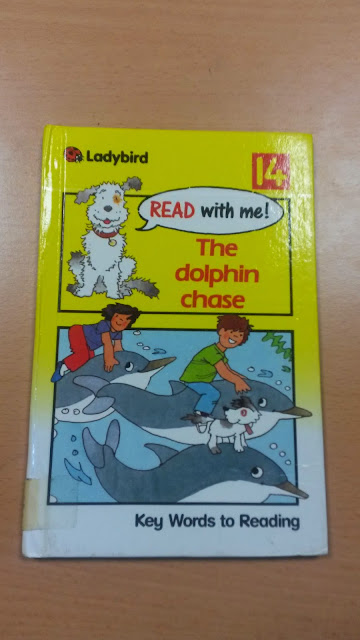 Ladybird
14
READ with me!
The
dolphin
chase
Key Words to Reading